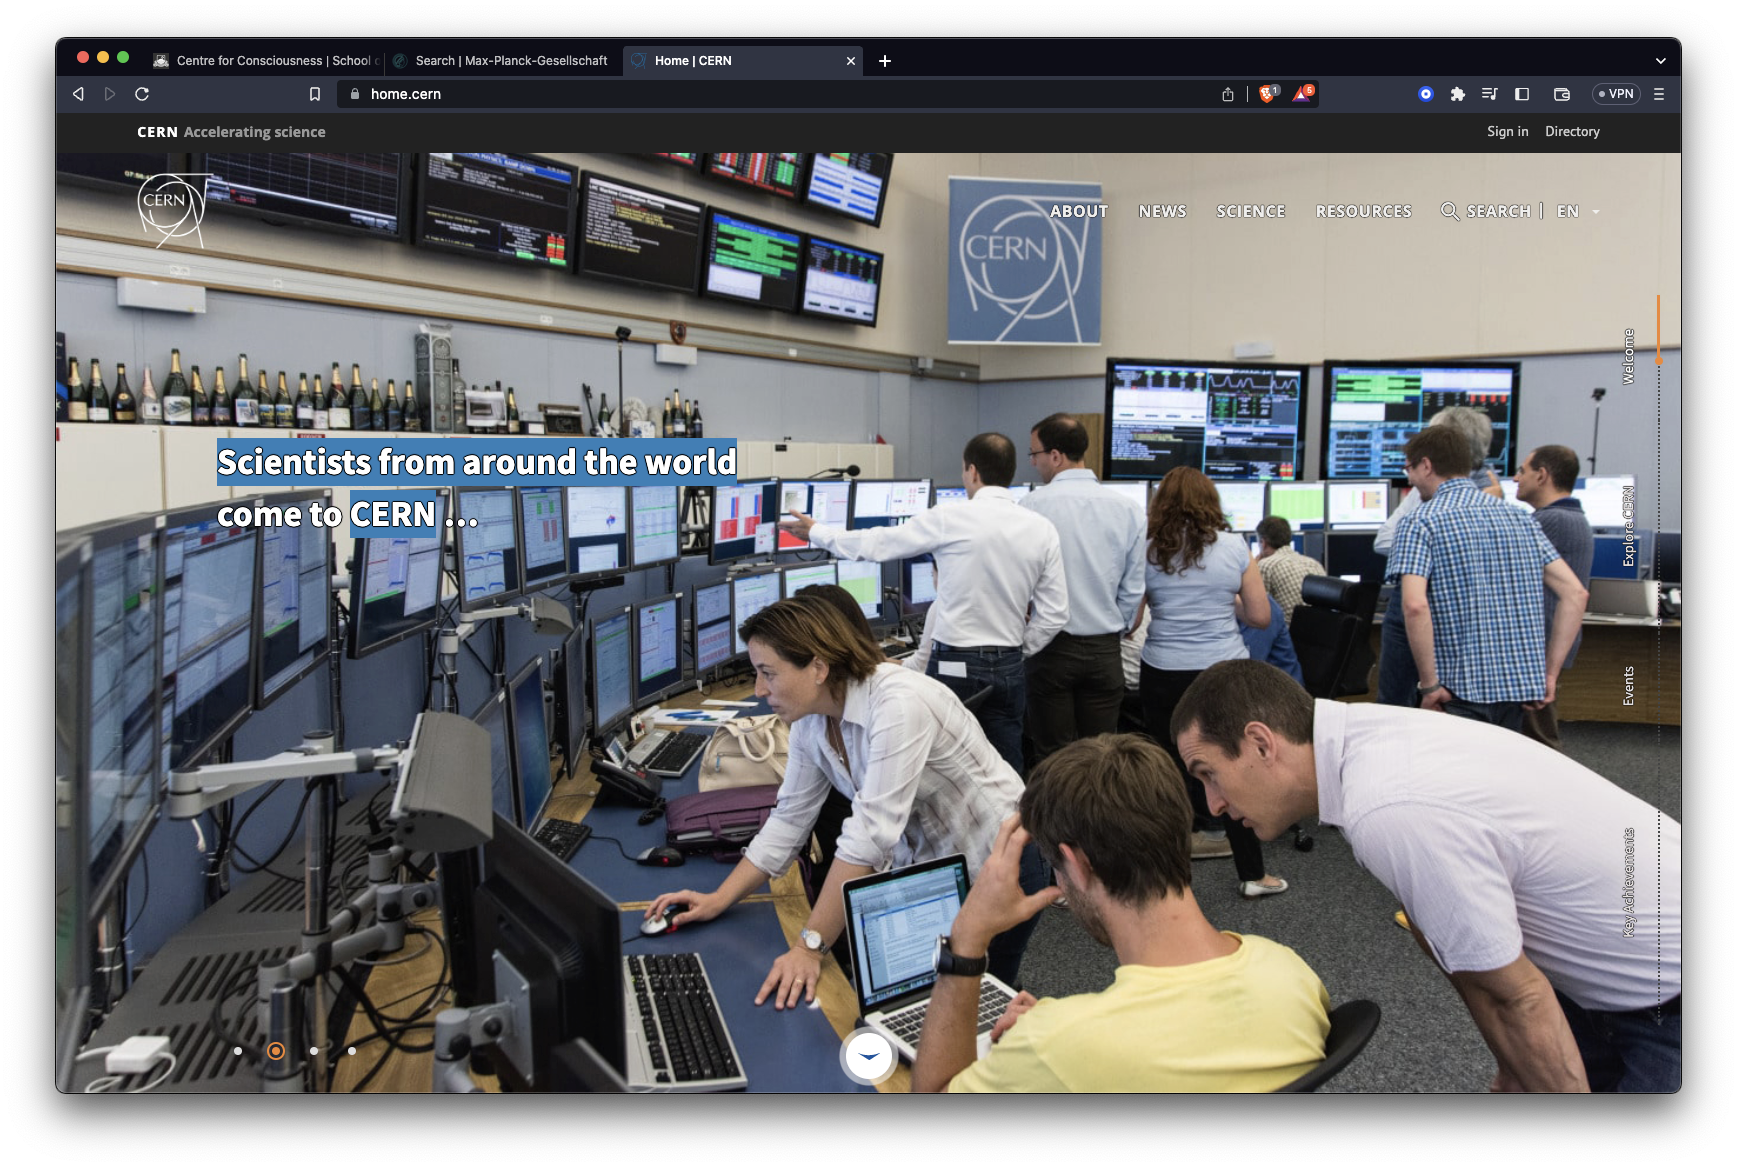 Centre for Consciousness | School
Search | Max-Planck-Gesellschaft
Home | CERN
home.cern
1
5
VPN
CERN Accelerating science
Sign in
Directory
CERN
ABOUT
NEWS
SCIENCE
RESOURCES
SEARCH
EN
CERN
Welcome
Scientists from around the world
come to CERN ...
Explore CERN
Events
Key Achievements